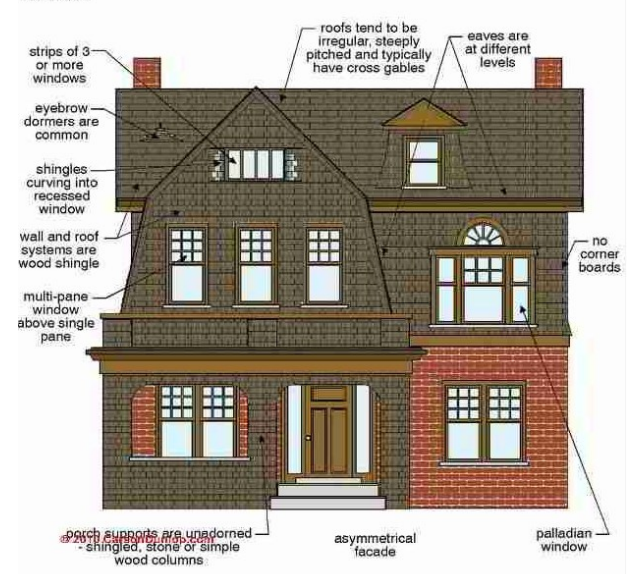 roofs tend to be
irregular, steeply
pitched and typically
have cross gables
eaves are
at different
levels
strips of 3
or more
windows
eyebrow
dormers are
common
shingles
curving into
recessed
window
wall and roof
systems are
wood shingle
no
corner
boards
multi-pane
window
above single
pane
porch supports are unadorned
- shingled, stone or simple
wood columns
asymmetrical
facade
palladian
window
CarsonDunlop.com